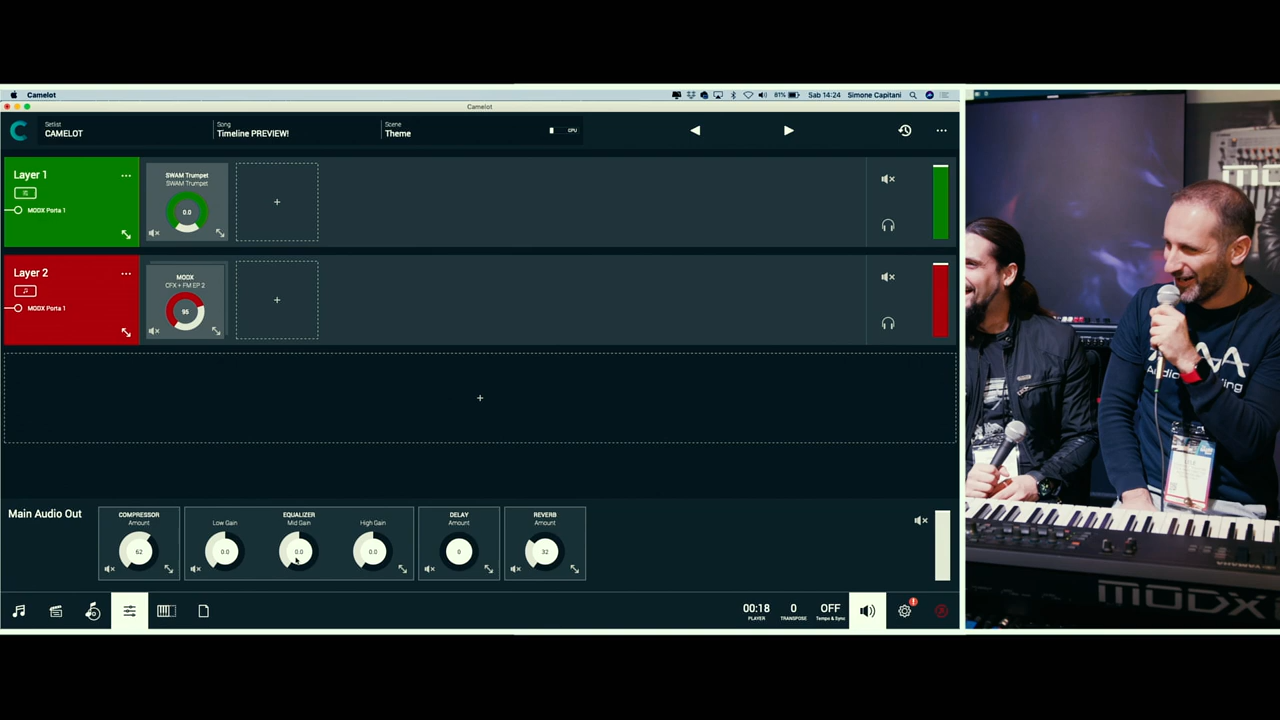 Camelot
81%
Sab 14:24
Simone Capitani
Camelot
Setlist
CAMELOT
Song
Timeline PREVIEW!
Scene
Theme
CPU
Layer 1
MODX Porta 1
SWAM Trumpet
SWAM Trumpet
0.0
+
Layer 2
MODX Porta 1
MODX
CFX + FM EP 2
95
+
+
Main Audio Out
COMPRESSOR
Amount
62
EQUALIZER
Low Gain
Mid Gain
High Gain
0.0
0.0
0.0
DELAY
Amount
0
REVERB
Amount
32
00:18
PLAYER
0
TRANSPOSE
OFF
Tempo & Sync
MODX